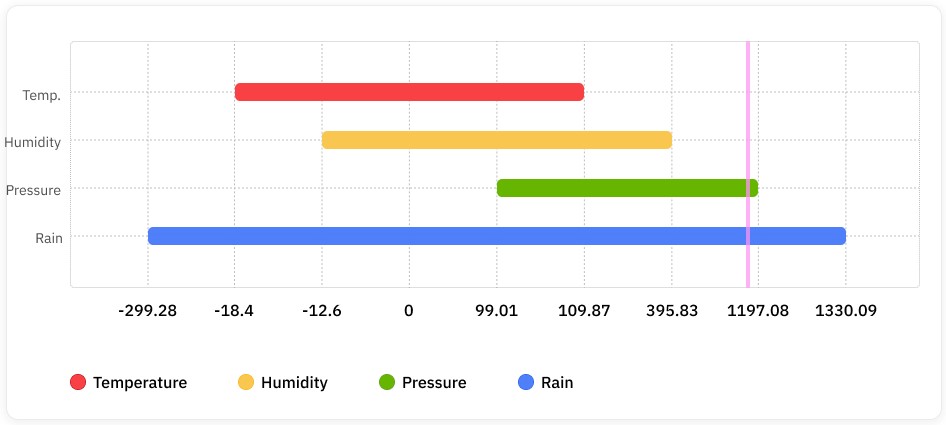 Temp.
Humidity
Pressure
Rain
-299.28 -18.4 -12.6 0 99.01 109.87 395.83 1197.08 1330.09
Temperature Humidity Pressure Rain